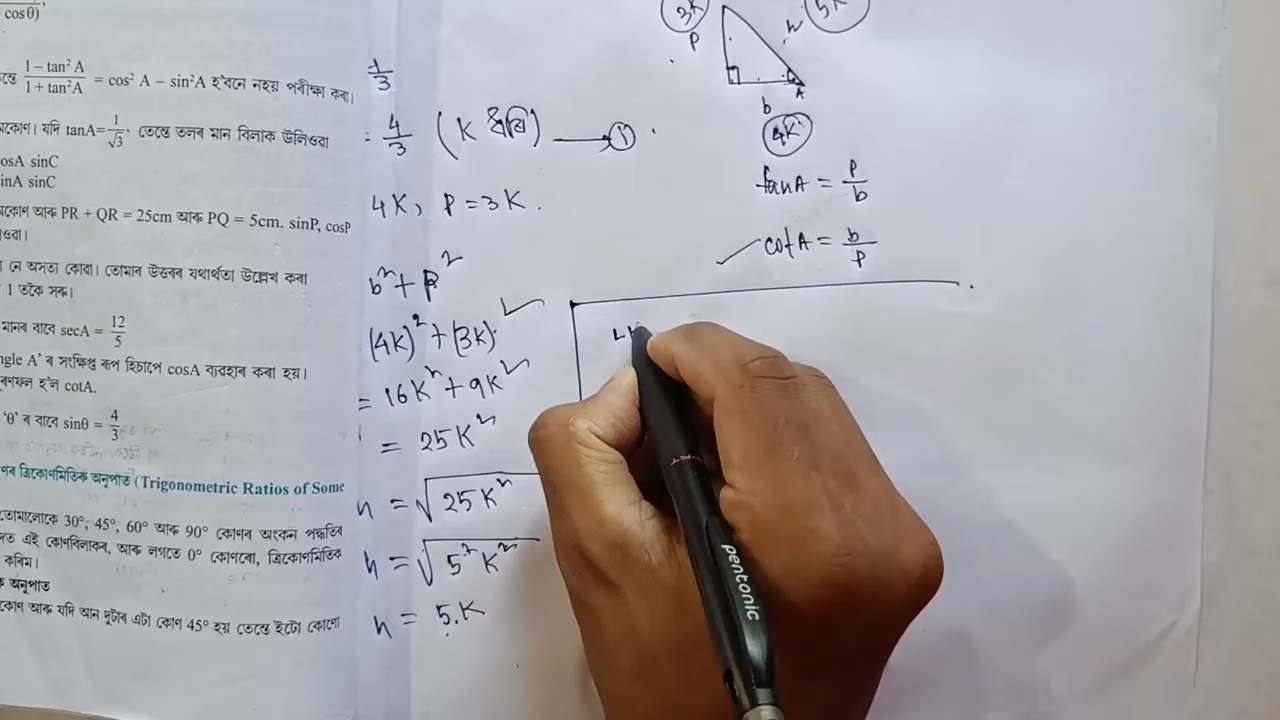 cosθ)'
তে (1 – tan² A)/(1 + tan²A) = cos² A – sin²A হ'বনে নহয় পৰীক্ষা কৰা।
যদি tanA= 1/√3, তেন্তে তলৰ মান বিলাক উলিওৱা
osA sinC
inA sinC
আৰু PR + QR = 25cm আৰু PQ = 5cm. sinP, cosP
নে অসত্য কোৱা। তোমাৰ উত্তৰৰ যথাৰ্থতা উল্লেখ কৰা
1 তকৈ সৰু।
মানৰ বাবে secA = 12/5
ngle A' ৰ সংক্ষিপ্ত ৰূপ হিচাপে cosA ব্যৱহাৰ কৰা হয়।
হ'ল cotA.
'θ' ৰ বাবে sinθ = 4/3
ত্ৰিকোণমিতিক অনুপাত (Trigonometric Ratios of Some
তোমালোকে 30°, 45°, 60° আৰু 90° কোণৰ অংকন পদ্ধতিৰ
এই কোণবিলাকৰ, আৰু লগতে 0° কোণৰো, ত্ৰিকোণমিতিক
কৰিম।
অনুপাত
কোণ আৰু যদি আন দুটাৰ এটা কোণ 45° হয় তেন্তে ইটো কোণো
1/3
= 4/3 (K ধৰি) ⟶ (i)
4K, P = 3K.
b² + P²
(4K)² + (3K)²
= 16K² + 9K²
= 25K²
h = √25K²
h = √5²K²
h = 5.K
3K
5K
P
h
A
b
4K
tanA = P/b
cotA = b/P
pentonic